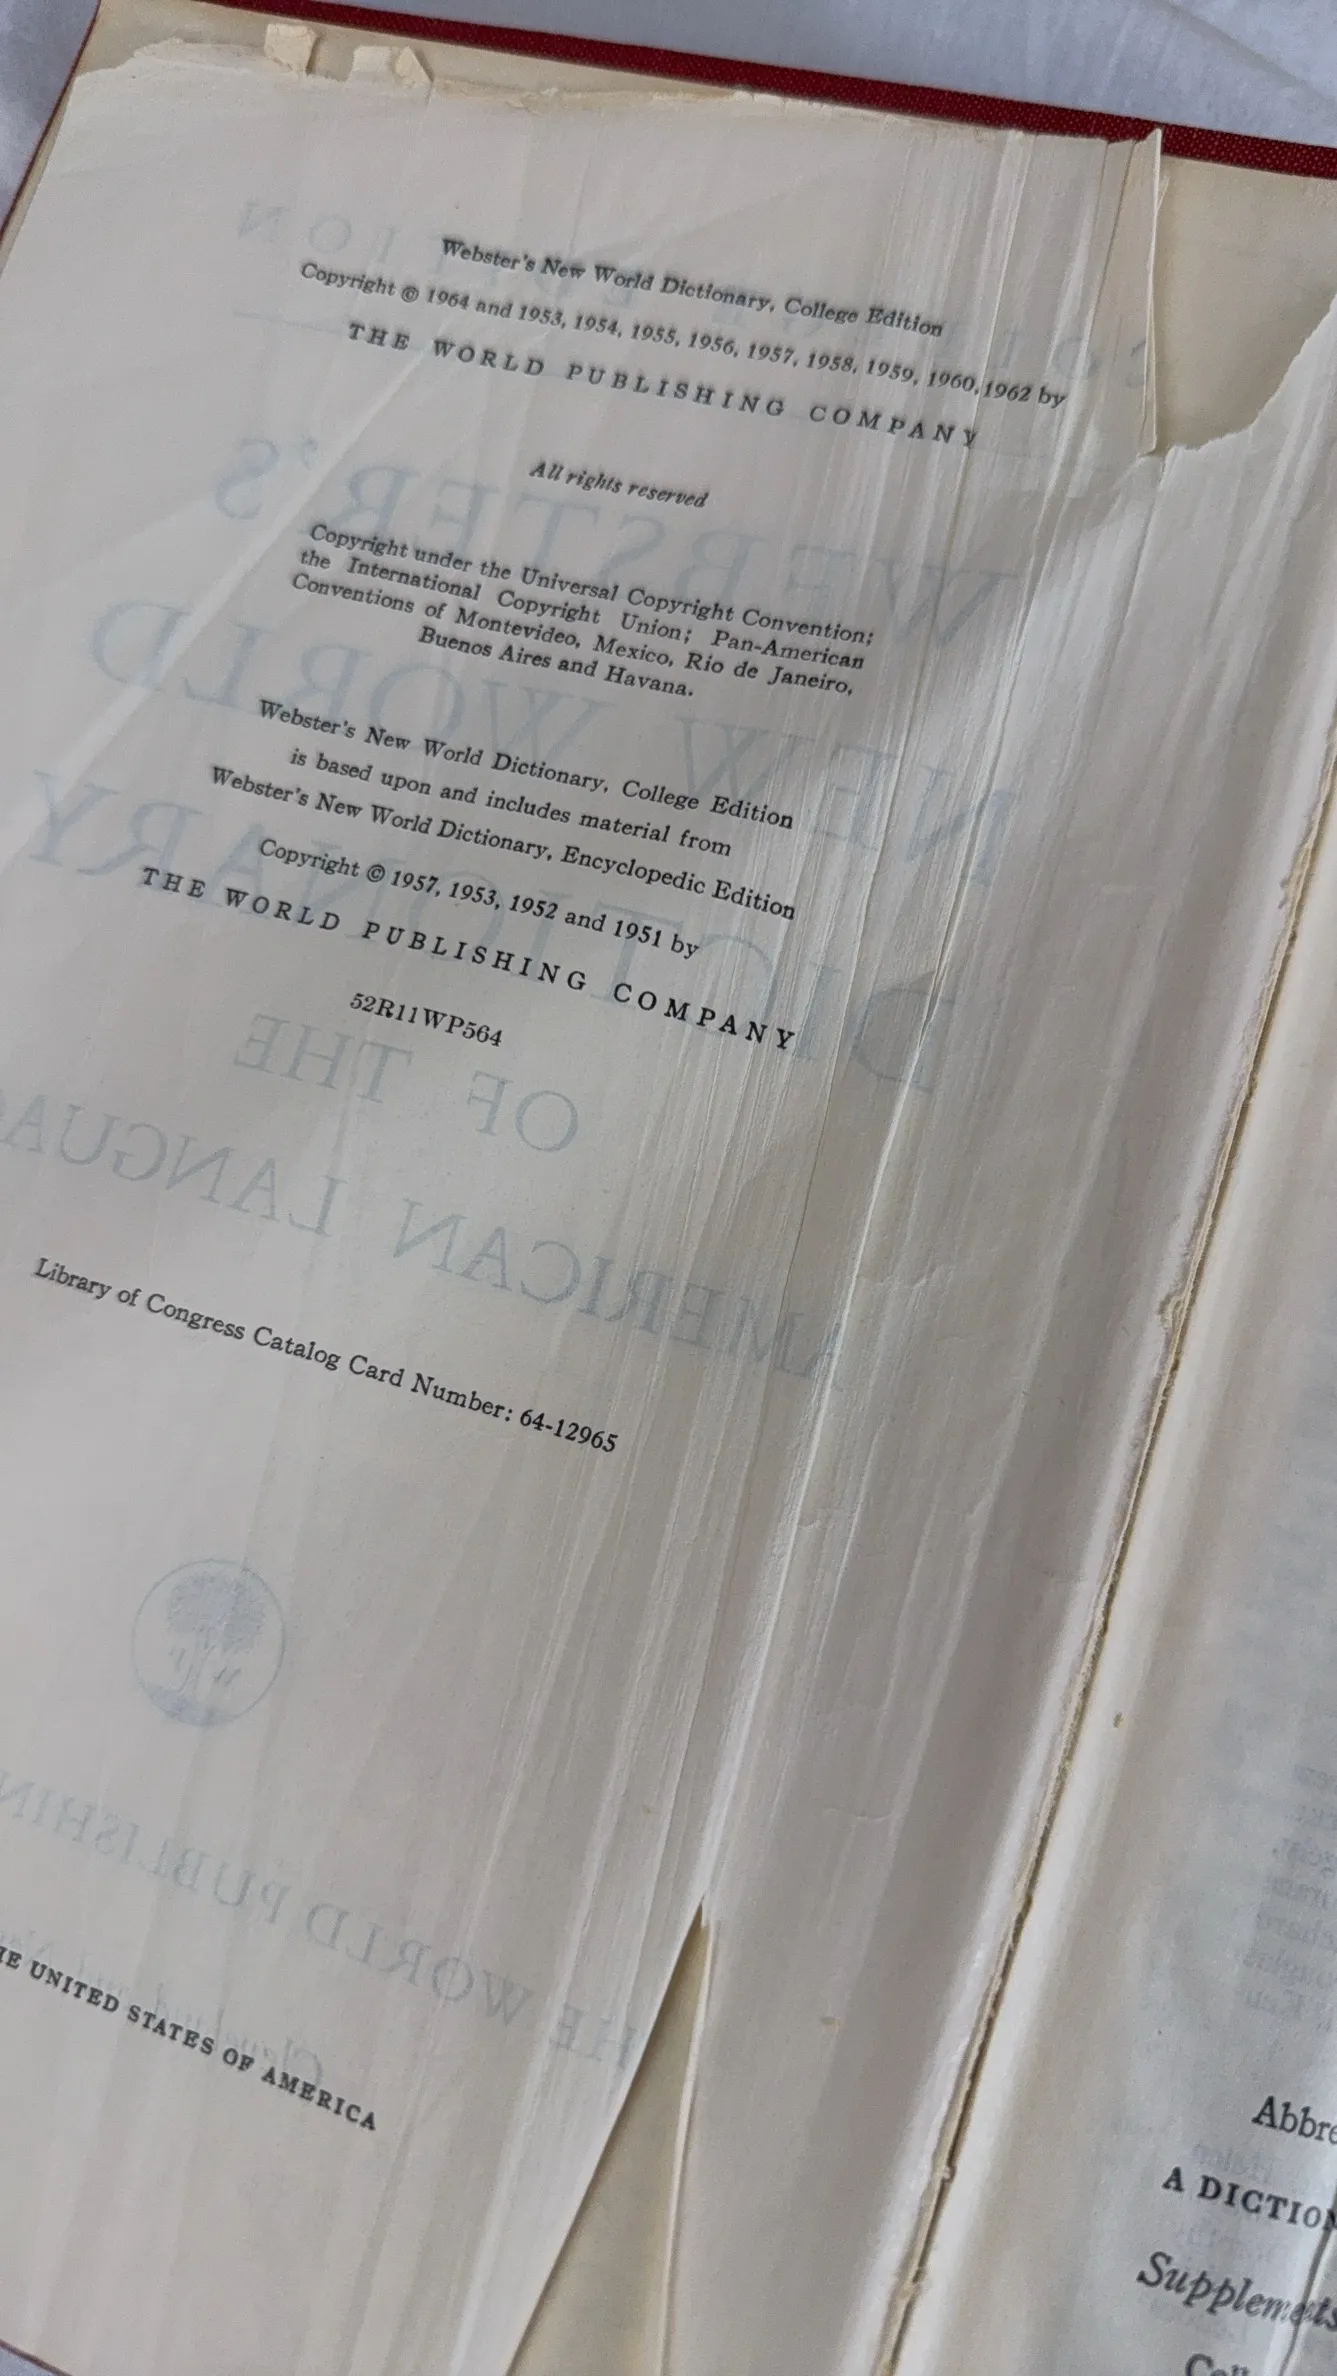 Webster's New World Dictionary, College Edition
Copyright © 1964 and 1953, 1954, 1955, 1956, 1957, 1958, 1959, 1960, 1962 by
THE WORLD PUBLISHING COMPANY
All rights reserved
Copyright under the Universal Copyright Convention;
the International Copyright Union; Pan-American
Conventions of Montevideo, Mexico, Rio de Janeiro,
Buenos Aires and Havana.
Webster's New World Dictionary, College Edition
is based upon and includes material from
Webster's New World Dictionary, Encyclopedic Edition
Copyright © 1957, 1953, 1952 and 1951 by
THE WORLD PUBLISHING COMPANY
52R11WP564
Library of Congress Catalog Card Number: 64-12965
UNITED STATES OF AMERICA
Abbre
A DICTION
Supplements